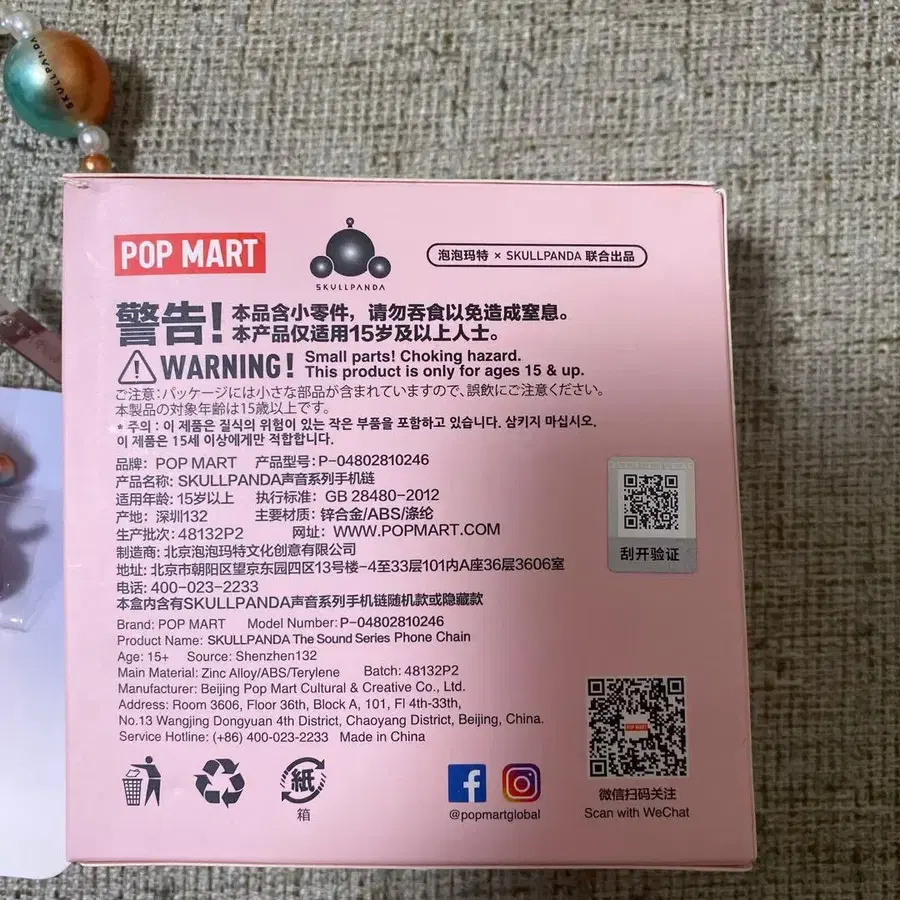 SKULLPANDA
POP MART
SKULLPANDA
泡泡玛特 × SKULLPANDA 联合出品
警告! 本品含小零件，请勿吞食以免造成窒息。
本产品仅适用15岁及以上人士。
WARNING! Small parts! Choking hazard.
This product is only for ages 15 & up.
ご注意：パッケージには小さな部品が含まれていますので、誤飲にご注意ください。
本製品の対象年齢は15歳以上です。
* 주의 : 이 제품은 질식의 위험이 있는 작은 부품을 포함하고 있습니다. 삼키지 마십시오.
이 제품은 15세 이상에게만 적합합니다.
品牌：POP MART 产品型号：P-04802810246
产品名称：SKULLPANDA声音系列手机链
适用年龄：15岁以上 执行标准：GB 28480-2012
产地：深圳132 主要材质：锌合金/ABS/涤纶
生产批次：48132P2 网址：WWW.POPMART.COM
制造商：北京泡泡玛特文化创意有限公司
地址：北京市朝阳区望京东园四区13号楼-4至33层101内A座36层3606室
电话：400-023-2233
本盒内含有SKULLPANDA声音系列手机链随机款或隐藏款
Brand: POP MART Model Number: P-04802810246
Product Name: SKULLPANDA The Sound Series Phone Chain
Age: 15+ Source: Shenzhen132
Main Material: Zinc Alloy/ABS/Terylene Batch: 48132P2
Manufacturer: Beijing Pop Mart Cultural & Creative Co., Ltd.
Address: Room 3606, Floor 36th, Block A, 101, Fl 4th-33th,
No.13 Wangjing Dongyuan 4th District, Chaoyang District, Beijing, China.
Service Hotline: (+86) 400-023-2233 Made in China
刮开验证
POP MART
紙
箱
@popmartglobal
微信扫码关注
Scan with WeChat